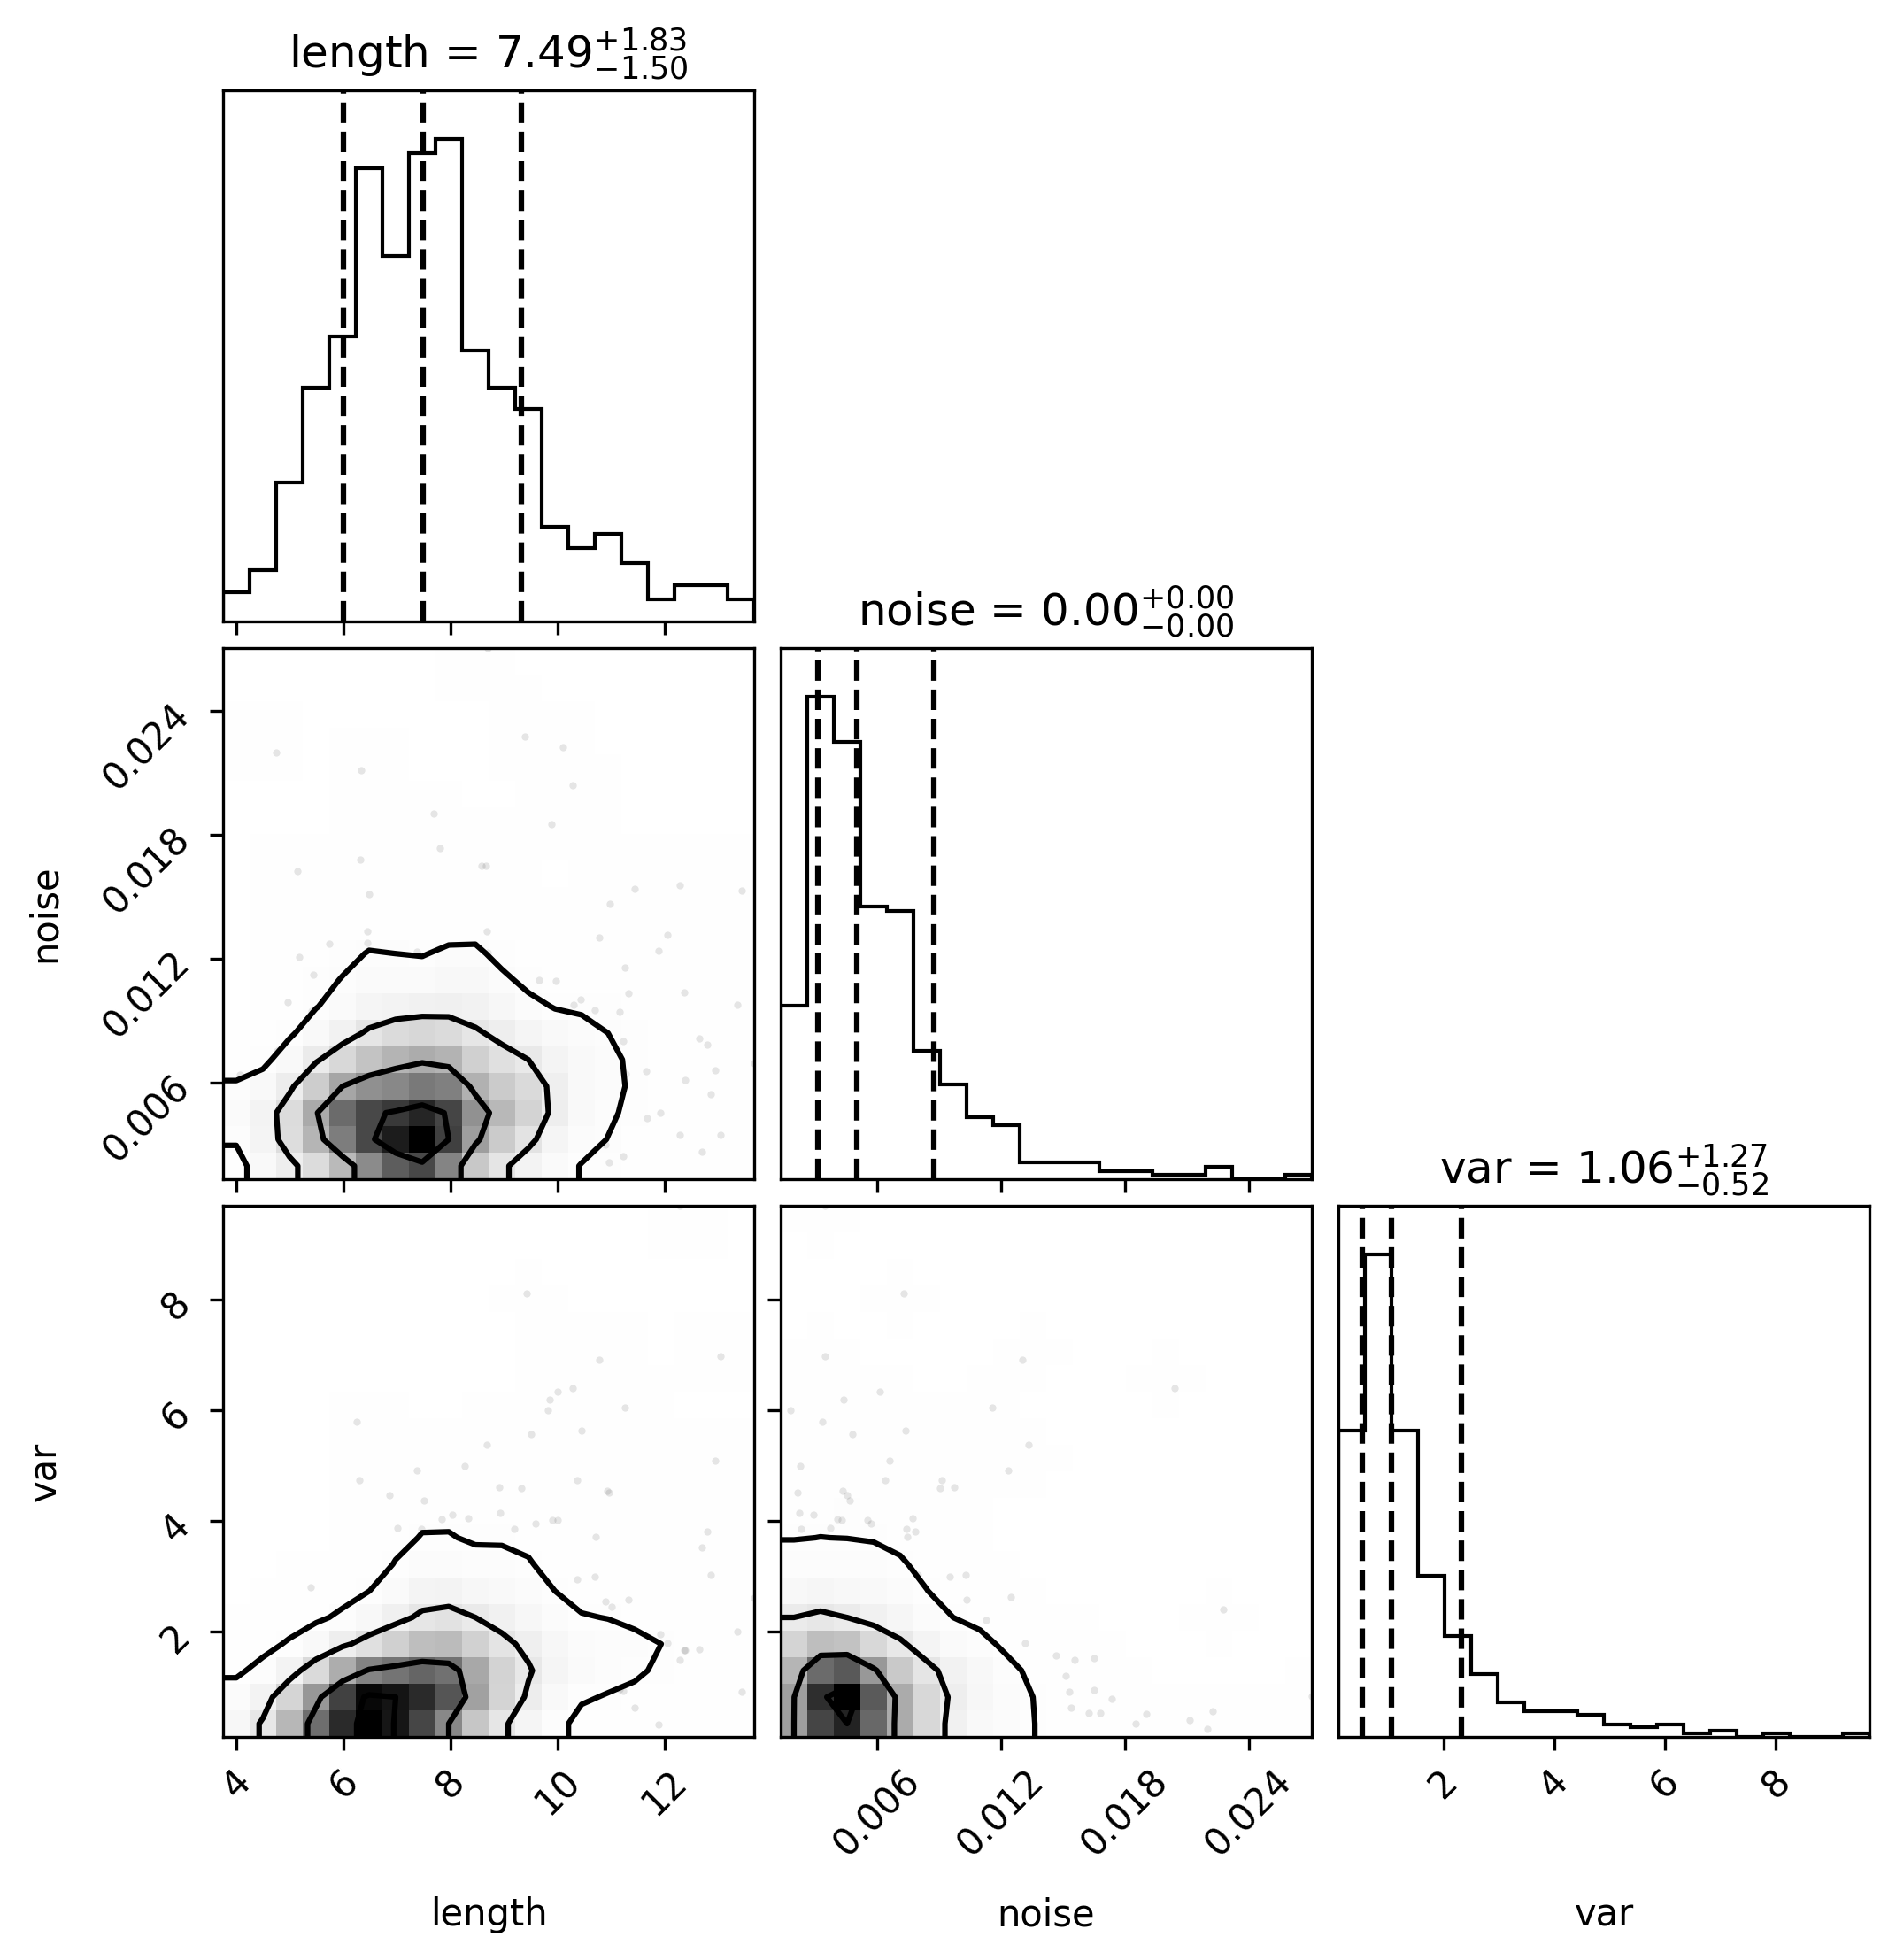 length = 7.49 +1.83 −1.50
noise = 0.00 +0.00 −0.00
0.024
0.018
0.012
0.006
noise
var = 1.06 +1.27 −0.52
8
6
4
2
var
4 6 8 10 12
0.006 0.012 0.018 0.024
2 4 6 8
length noise var